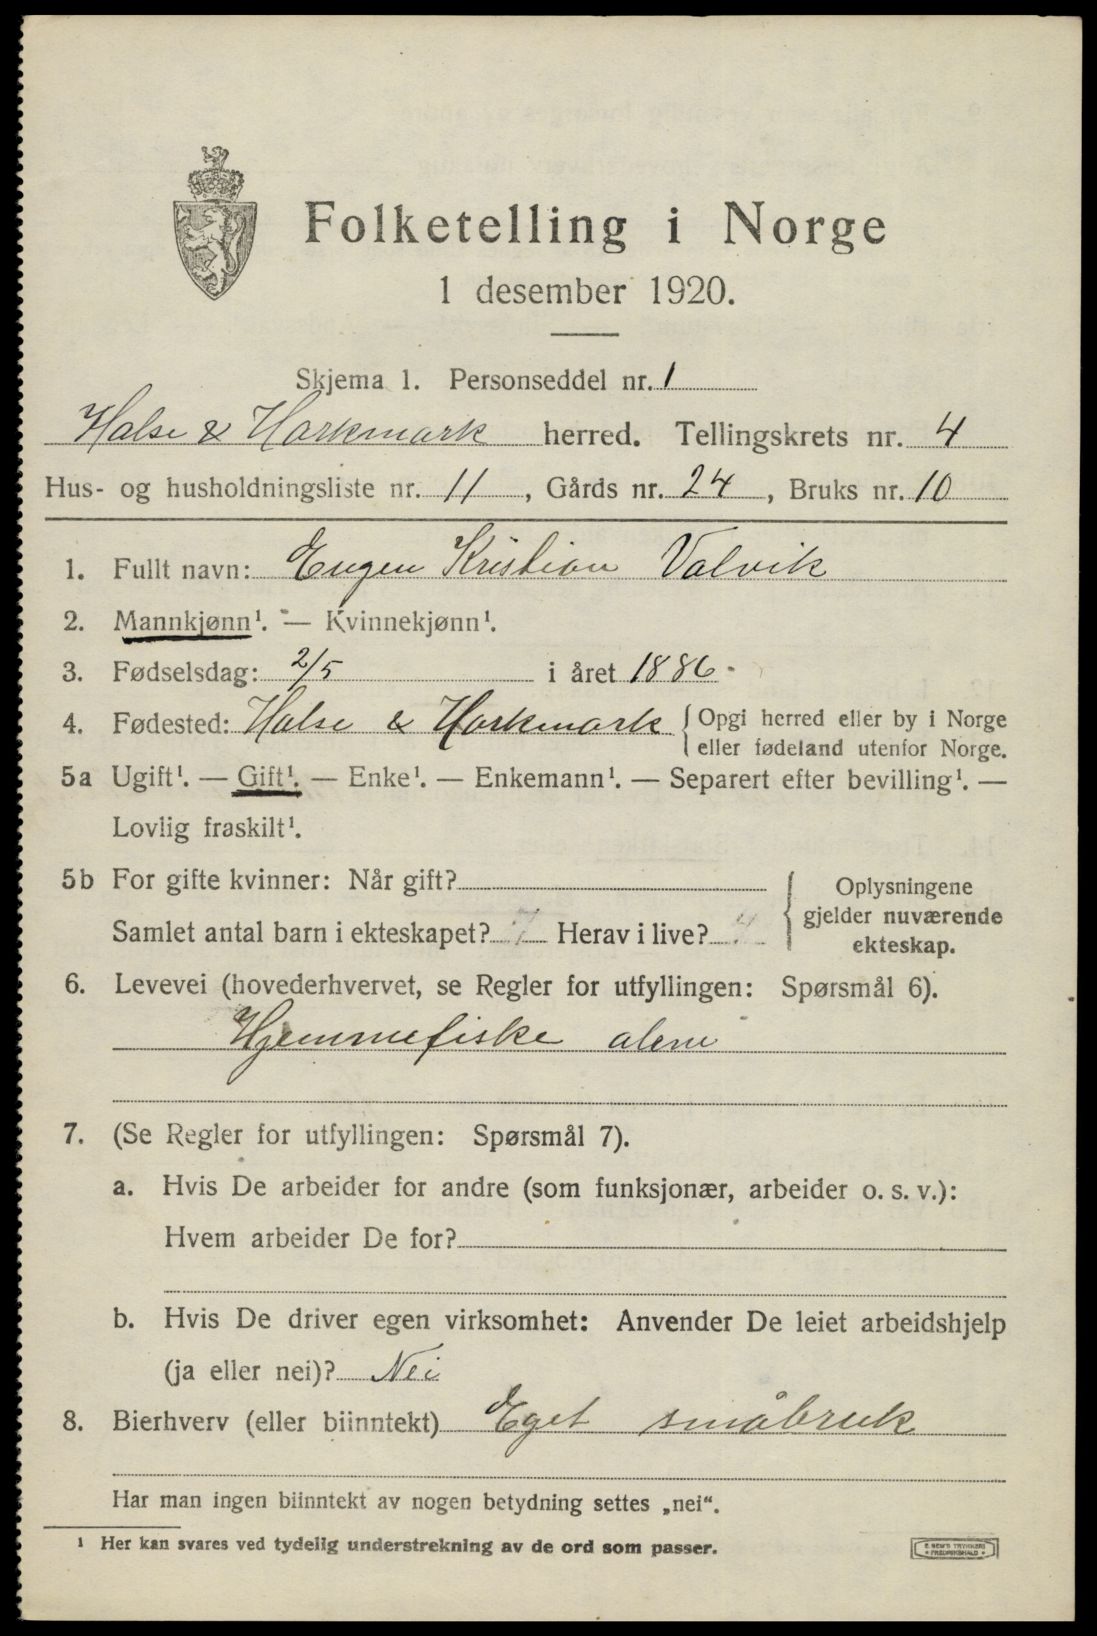 Folketelling i Norge
1 desember 1920.
Skjema 1. Personseddel nr. 1
Halse & Harkmark herred. Tellingskrets nr. 4
Hus- og husholdningsliste nr. 11, Gårds nr. 24, Bruks nr. 10
1. Fullt navn: Eugen Kristian Valvik
2. Mannkjønn¹. — Kvinnekjønn¹.
3. Fødselsdag: 2/5 i året 1886
4. Fødested: Halse & Harkmark { Opgi herred eller by i Norge
eller fødeland utenfor Norge.
5a Ugift¹. — Gift¹. — Enke¹. — Enkemann¹. — Separert efter bevilling¹. —
Lovlig fraskilt¹.
5b For gifte kvinner: Når gift?
Samlet antal barn i ekteskapet? 7 Herav i live? 4
{ Oplysningene
gjelder nuværende
ekteskap.
6. Levevei (hovederhvervet, se Regler for utfyllingen: Spørsmål 6).
Hjemmefiske alene
7. (Se Regler for utfyllingen: Spørsmål 7).
a. Hvis De arbeider for andre (som funksjonær, arbeider o. s. v.):
Hvem arbeider De for?
b. Hvis De driver egen virksomhet: Anvender De leiet arbeidshjelp
(ja eller nei)? Nei
8. Bierhverv (eller biinntekt) Eget småbruk
Har man ingen biinntekt av nogen betydning settes „nei“.
¹ Her kan svares ved tydelig understrekning av de ord som passer.
E. SEM'S TRYKKERI
• FREDRIKSHALD •